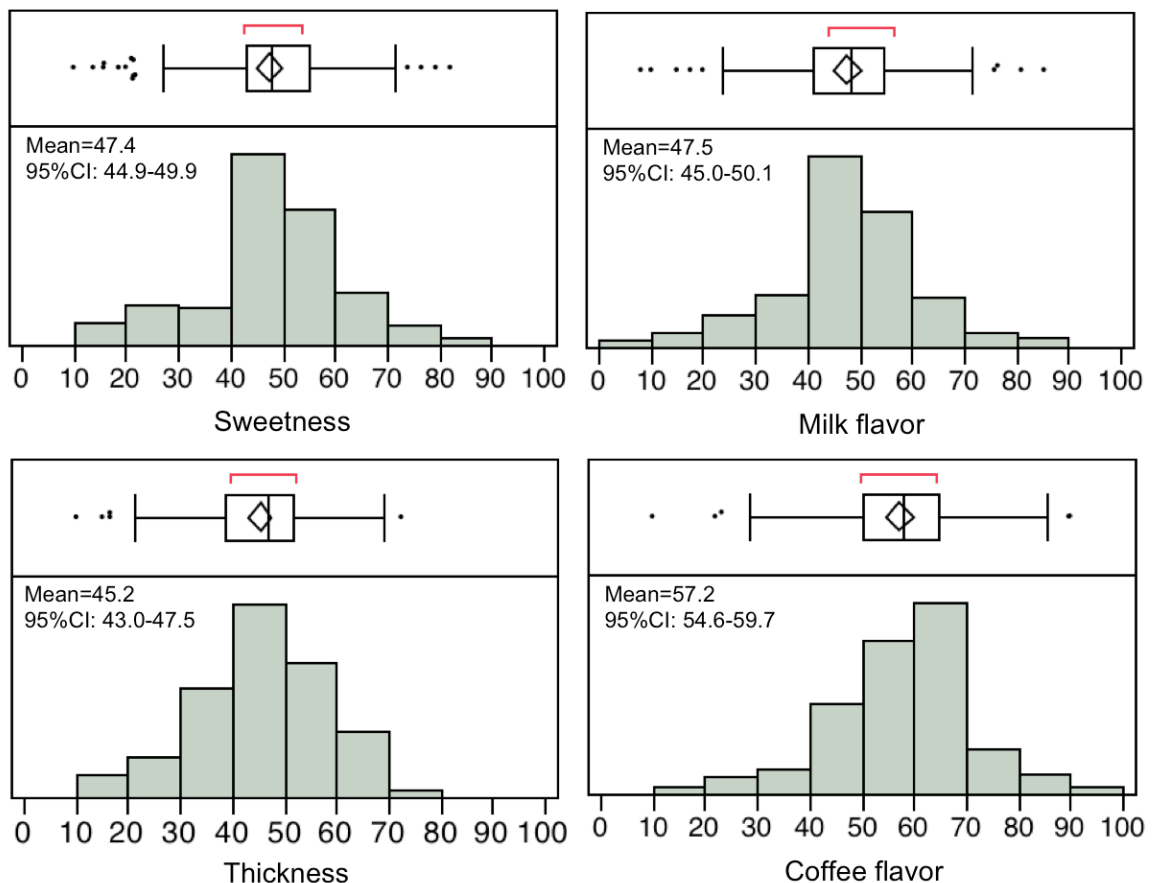 Mean=47.4
95%CI: 44.9-49.9
0 10 20 30 40 50 60 70 80 90 100
Sweetness
Mean=47.5
95%CI: 45.0-50.1
0 10 20 30 40 50 60 70 80 90 100
Milk flavor
Mean=45.2
95%CI: 43.0-47.5
0 10 20 30 40 50 60 70 80 90 100
Thickness
Mean=57.2
95%CI: 54.6-59.7
0 10 20 30 40 50 60 70 80 90 100
Coffee flavor